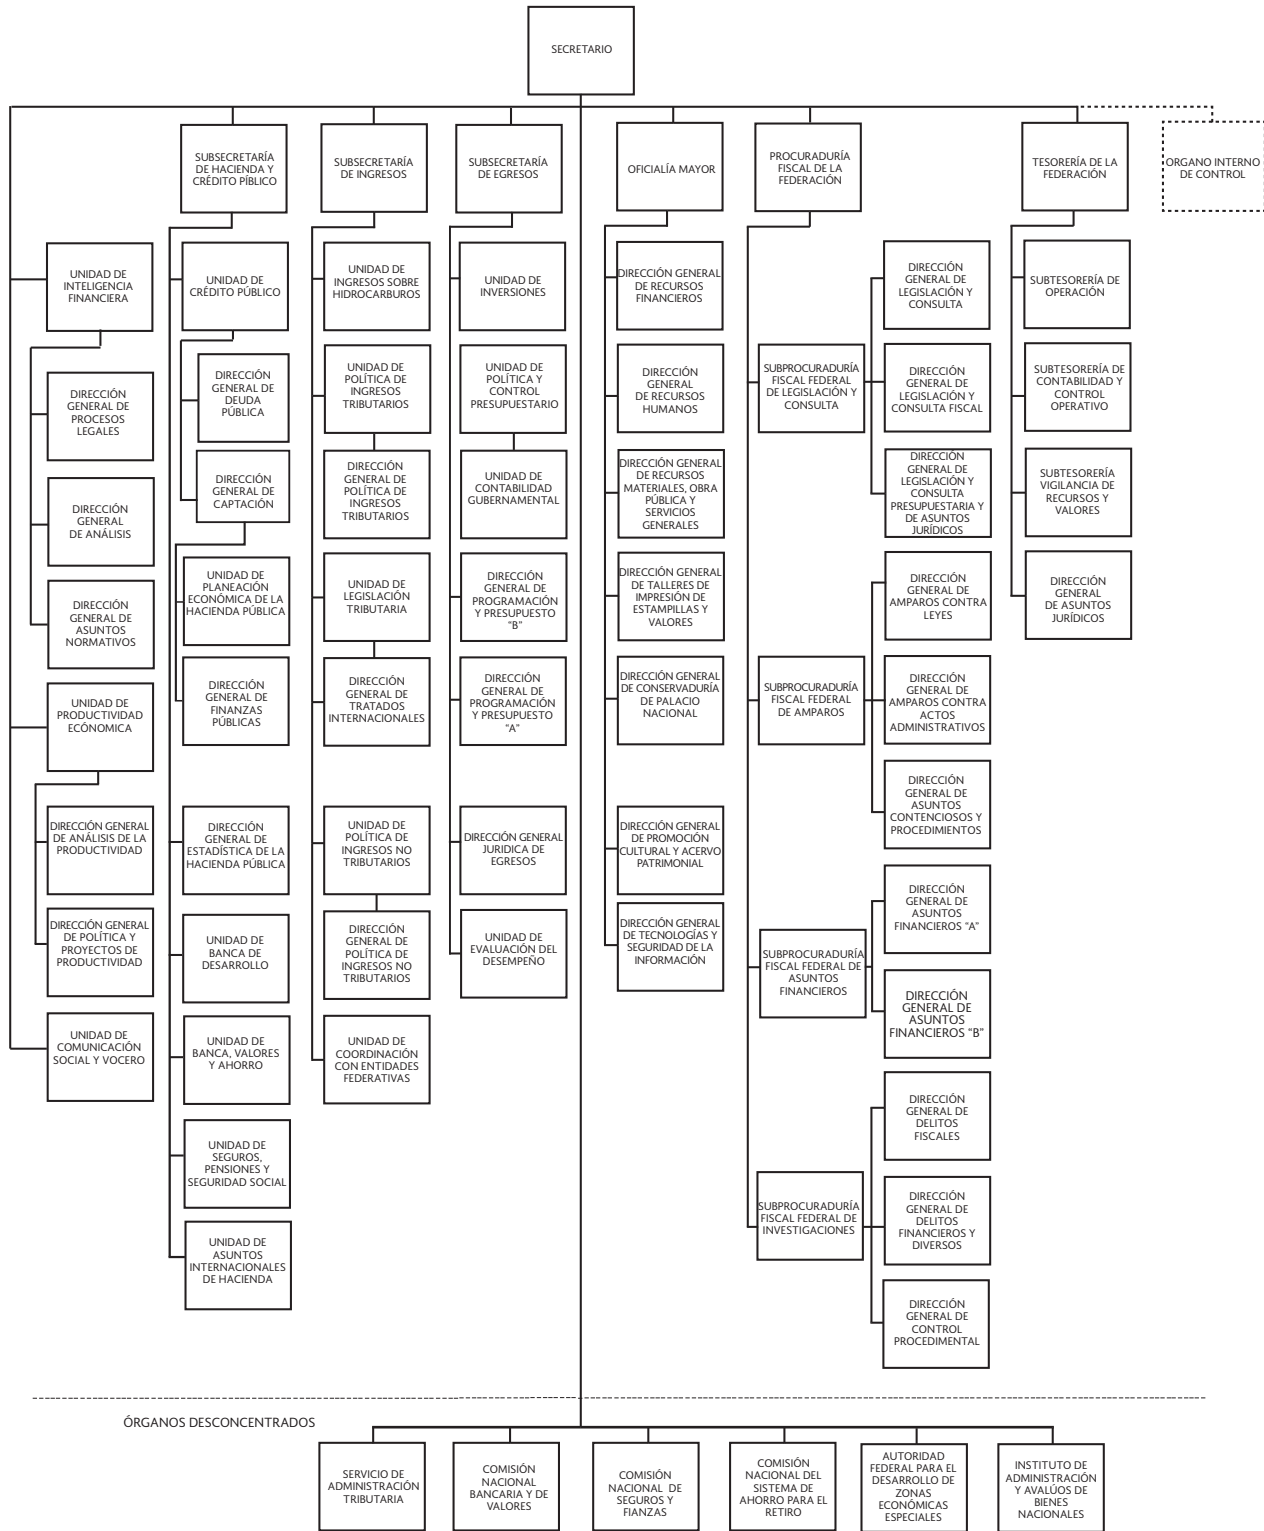 SECRETARIO
SUBSECRETARÍA
DE HACIENDA Y
CRÉDITO PÍBLICO
SUBSECRETARÍA
DE INGRESOS
SUBSECRETARÍA
DE EGRESOS
OFICIALÍA MAYOR
PROCURADURÍA
FISCAL DE LA
FEDERACIÓN
TESORERÍA DE LA
FEDERACIÓN
ORGANO INTERNO
DE CONTROL
UNIDAD DE
INTELIGENCIA
FINANCIERA
DIRECCIÓN
GENERAL DE
PROCESOS
LEGALES
DIRECCIÓN
GENERAL
DE ANÁLISIS
DIRECCIÓN
GENERAL DE
ASUNTOS
NORMATIVOS
UNIDAD DE
PRODUCTIVIDAD
ECÓNOMICA
DIRECCIÓN GENERAL
DE ANÁLISIS DE LA
PRODUCTIVIDAD
DIRECCIÓN GENERAL
DE POLÍTICA Y
PROYECTOS DE
PRODUCTIVIDAD
UNIDAD DE
COMUNICACIÓN
SOCIAL Y VOCERO
UNIDAD DE
CRÉDITO PÚBLICO
DIRECCIÓN
GENERAL DE
DEUDA
PÚBLICA
DIRECCIÓN
GENERAL DE
CAPTACIÓN
UNIDAD DE
PLANEACIÓN
ECONÓMICA DE LA
HACIENDA PÚBLICA
DIRECCIÓN
GENERAL DE
FINANZAS
PÚBLICAS
DIRECCIÓN
GENERAL DE
ESTADÍSTICA DE LA
HACIENDA PÚBLICA
UNIDAD DE
BANCA DE
DESARROLLO
UNIDAD DE
BANCA, VALORES
Y AHORRO
UNIDAD DE
SEGUROS,
PENSIONES Y
SEGURIDAD SOCIAL
UNIDAD DE
ASUNTOS
INTERNACIONALES
DE HACIENDA
UNIDAD DE
INGRESOS SOBRE
HIDROCARBUROS
UNIDAD DE
POLÍTICA DE
INGRESOS
TRIBUTARIOS
DIRECCIÓN
GENERAL DE
POLÍTICA DE
INGRESOS
TRIBUTARIOS
UNIDAD DE
LEGISLACIÓN
TRIBUTARIA
DIRECCIÓN
GENERAL DE
TRATADOS
INTERNACIONALES
UNIDAD DE
POLÍTICA DE
INGRESOS NO
TRIBUTARIOS
DIRECCIÓN
GENERAL DE
POLÍTICA DE
INGRESOS NO
TRIBUTARIOS
UNIDAD DE
COORDINACIÓN
CON ENTIDADES
FEDERATIVAS
UNIDAD DE
INVERSIONES
UNIDAD DE
POLÍTICA Y
CONTROL
PRESUPUESTARIO
UNIDAD DE
CONTABILIDAD
GUBERNAMENTAL
DIRECCIÓN
GENERAL DE
PROGRAMACIÓN
Y PRESUPUESTO
"B"
DIRECCIÓN
GENERAL DE
PROGRAMACIÓN
Y PRESUPUESTO
"A"
DIRECCIÓN GENERAL
JURIDICA DE
EGRESOS
UNIDAD DE
EVALUACIÓN DEL
DESEMPEÑO
DIRECCIÓN GENERAL
DE RECURSOS
FINANCIEROS
DIRECCIÓN
GENERAL
DE RECURSOS
HUMANOS
DIRECCIÓN GENERAL
DE RECURSOS
MATERIALES, OBRA
PÚBLICA Y
SERVICIOS
GENERALES
DIRECCIÓN GENERAL
DE TALLERES DE
IMPRESIÓN DE
ESTAMPILLAS Y
VALORES
DIRECCIÓN GENERAL
DE CONSERVADURÍA
DE PALACIO
NACIONAL
DIRECCIÓN GENERAL
DE PROMOCIÓN
CULTURAL Y ACERVO
PATRIMONIAL
DIRECCIÓN GENERAL
DE TECNOLOGÍAS Y
SEGURIDAD DE LA
INFORMACIÓN
SUBPROCURADURÍA
FISCAL FEDERAL
DE LEGISLACIÓN Y
CONSULTA
DIRECCIÓN
GENERAL DE
LEGISLACIÓN Y
CONSULTA
DIRECCIÓN
GENERAL DE
LEGISLACIÓN Y
CONSULTA FISCAL
DIRECCIÓN
GENERAL DE
LEGISLACIÓN Y
CONSULTA
PRESUPUESTARIA Y
DE ASUNTOS
JURÍDICOS
SUBPROCURADURÍA
FISCAL FEDERAL
DE AMPAROS
DIRECCIÓN
GENERAL DE
AMPAROS CONTRA
LEYES
DIRECCIÓN
GENERAL DE
AMPAROS CONTRA
ACTOS
ADMINISTRATIVOS
DIRECCIÓN
GENERAL DE
ASUNTOS
CONTENCIOSOS Y
PROCEDIMIENTOS
SUBPROCURADURÍA
FISCAL FEDERAL DE
ASUNTOS
FINANCIEROS
DIRECCIÓN
GENERAL DE
ASUNTOS
FINANCIEROS "A"
DIRECCIÓN
GENERAL DE
ASUNTOS
FINANCIEROS "B"
SUBPROCURADURÍA
FISCAL FEDERAL DE
INVESTIGACIONES
DIRECCIÓN
GENERAL DE
DELITOS
FISCALES
DIRECCIÓN
GENERAL DE
DELITOS
FINANCIEROS Y
DIVERSOS
DIRECCIÓN
GENERAL DE
CONTROL
PROCEDIMENTAL
SUBTESORERÍA DE
OPERACIÓN
SUBTESORERÍA DE
CONTABILIDAD Y
CONTROL
OPERATIVO
SUBTESORERÍA
VIGILANCIA DE
RECURSOS Y
VALORES
DIRECCIÓN
GENERAL
DE ASUNTOS
JURÍDICOS
ÓRGANOS DESCONCENTRADOS
SERVICIO DE
ADMINISTRACIÓN
TRIBUTARIA
COMISIÓN
NACIONAL
BANCARIA Y DE
VALORES
COMISIÓN
NACIONAL DE
SEGUROS Y
FIANZAS
COMISIÓN
NACIONAL DEL
SISTEMA DE
AHORRO PARA EL
RETIRO
AUTORIDAD
FEDERAL PARA EL
DESARROLLO DE
ZONAS
ECONÓMICAS
ESPECIALES
INSTITUTO DE
ADMINISTRACIÓN
Y AVALÚOS DE
BIENES
NACIONALES